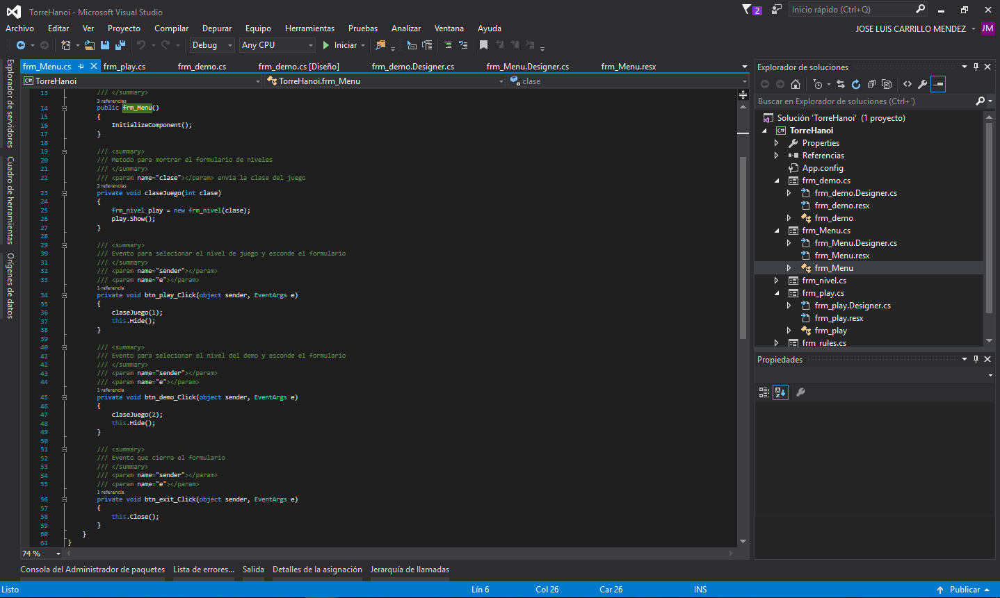 TorreHanoi - Microsoft Visual Studio
2
Inicio rápido (Ctrl+Q)
Archivo Editar Ver Proyecto Compilar Depurar Equipo Herramientas Pruebas Analizar Ventana Ayuda
JOSE LUIS CARRILLO MENDEZ JM
Debug Any CPU Iniciar
Explorador de servidores
Cuadro de herramientas
Orígenes de datos
frm_Menu.cs frm_play.cs frm_demo.cs frm_demo.cs [Diseño] frm_demo.Designer.cs frm_Menu.Designer.cs frm_Menu.resx
C# TorreHanoi TorreHanoi.frm_Menu clase
13 /// </summary>
3 referencias
14 public frm_Menu()
15 {
16 InitializeComponent();
17 }
18
19 /// <summary>
20 /// Metodo para mortrar el formulario de niveles
21 /// </summary>
22 /// <param name="clase"></param> envia la clase del juego
2 referencias
23 private void claseJuego(int clase)
24 {
25 frm_nivel play = new frm_nivel(clase);
26 play.Show();
27 }
28
29 /// <summary>
30 /// Evento para selecionar el nivel de juego y esconde el formulario
31 /// </summary>
32 /// <param name="sender"></param>
33 /// <param name="e"></param>
1 referencia
34 private void btn_play_Click(object sender, EventArgs e)
35 {
36 claseJuego(1);
37 this.Hide();
38 }
39
40 /// <summary>
41 /// Evento para selecionar el nivel del demo y esconde el formulario
42 /// </summary>
43 /// <param name="sender"></param>
44 /// <param name="e"></param>
1 referencia
45 private void btn_demo_Click(object sender, EventArgs e)
46 {
47 claseJuego(2);
48 this.Hide();
49 }
50
51 /// <summary>
52 /// Evento que cierra el formulario
53 /// </summary>
54 /// <param name="sender"></param>
55 /// <param name="e"></param>
1 referencia
56 private void btn_exit_Click(object sender, EventArgs e)
57 {
58 this.Close();
59 }
60 }
61 }
74 %
Explorador de soluciones
Buscar en Explorador de soluciones (Ctrl+´)
Solución 'TorreHanoi' (1 proyecto)
C# TorreHanoi
Properties
Referencias
App.config
frm_demo.cs
frm_demo.Designer.cs
frm_demo.resx
frm_demo
frm_Menu.cs
frm_Menu.Designer.cs
frm_Menu.resx
frm_Menu
frm_nivel.cs
frm_play.cs
frm_play.Designer.cs
frm_play.resx
frm_play
frm_rules.cs
Propiedades
Consola del Administrador de paquetes Lista de errores... Salida Detalles de la asignación Jerarquía de llamadas
Listo Lín 6 Col 26 Car 26 INS Publicar